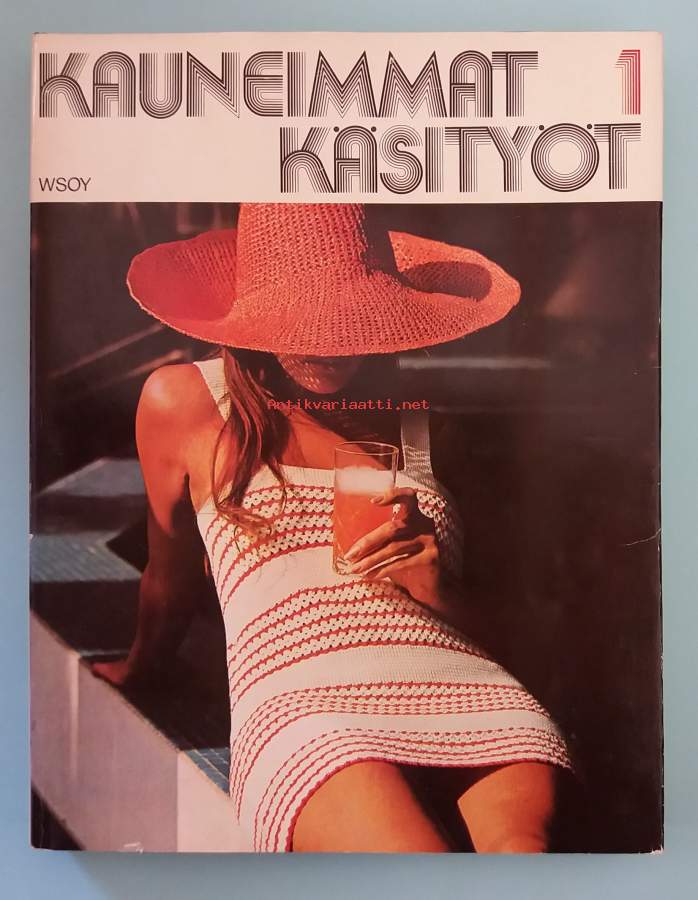 KAUNEIMMAT 1
KÄSITYÖT
WSOY
Antikvariaatti.net